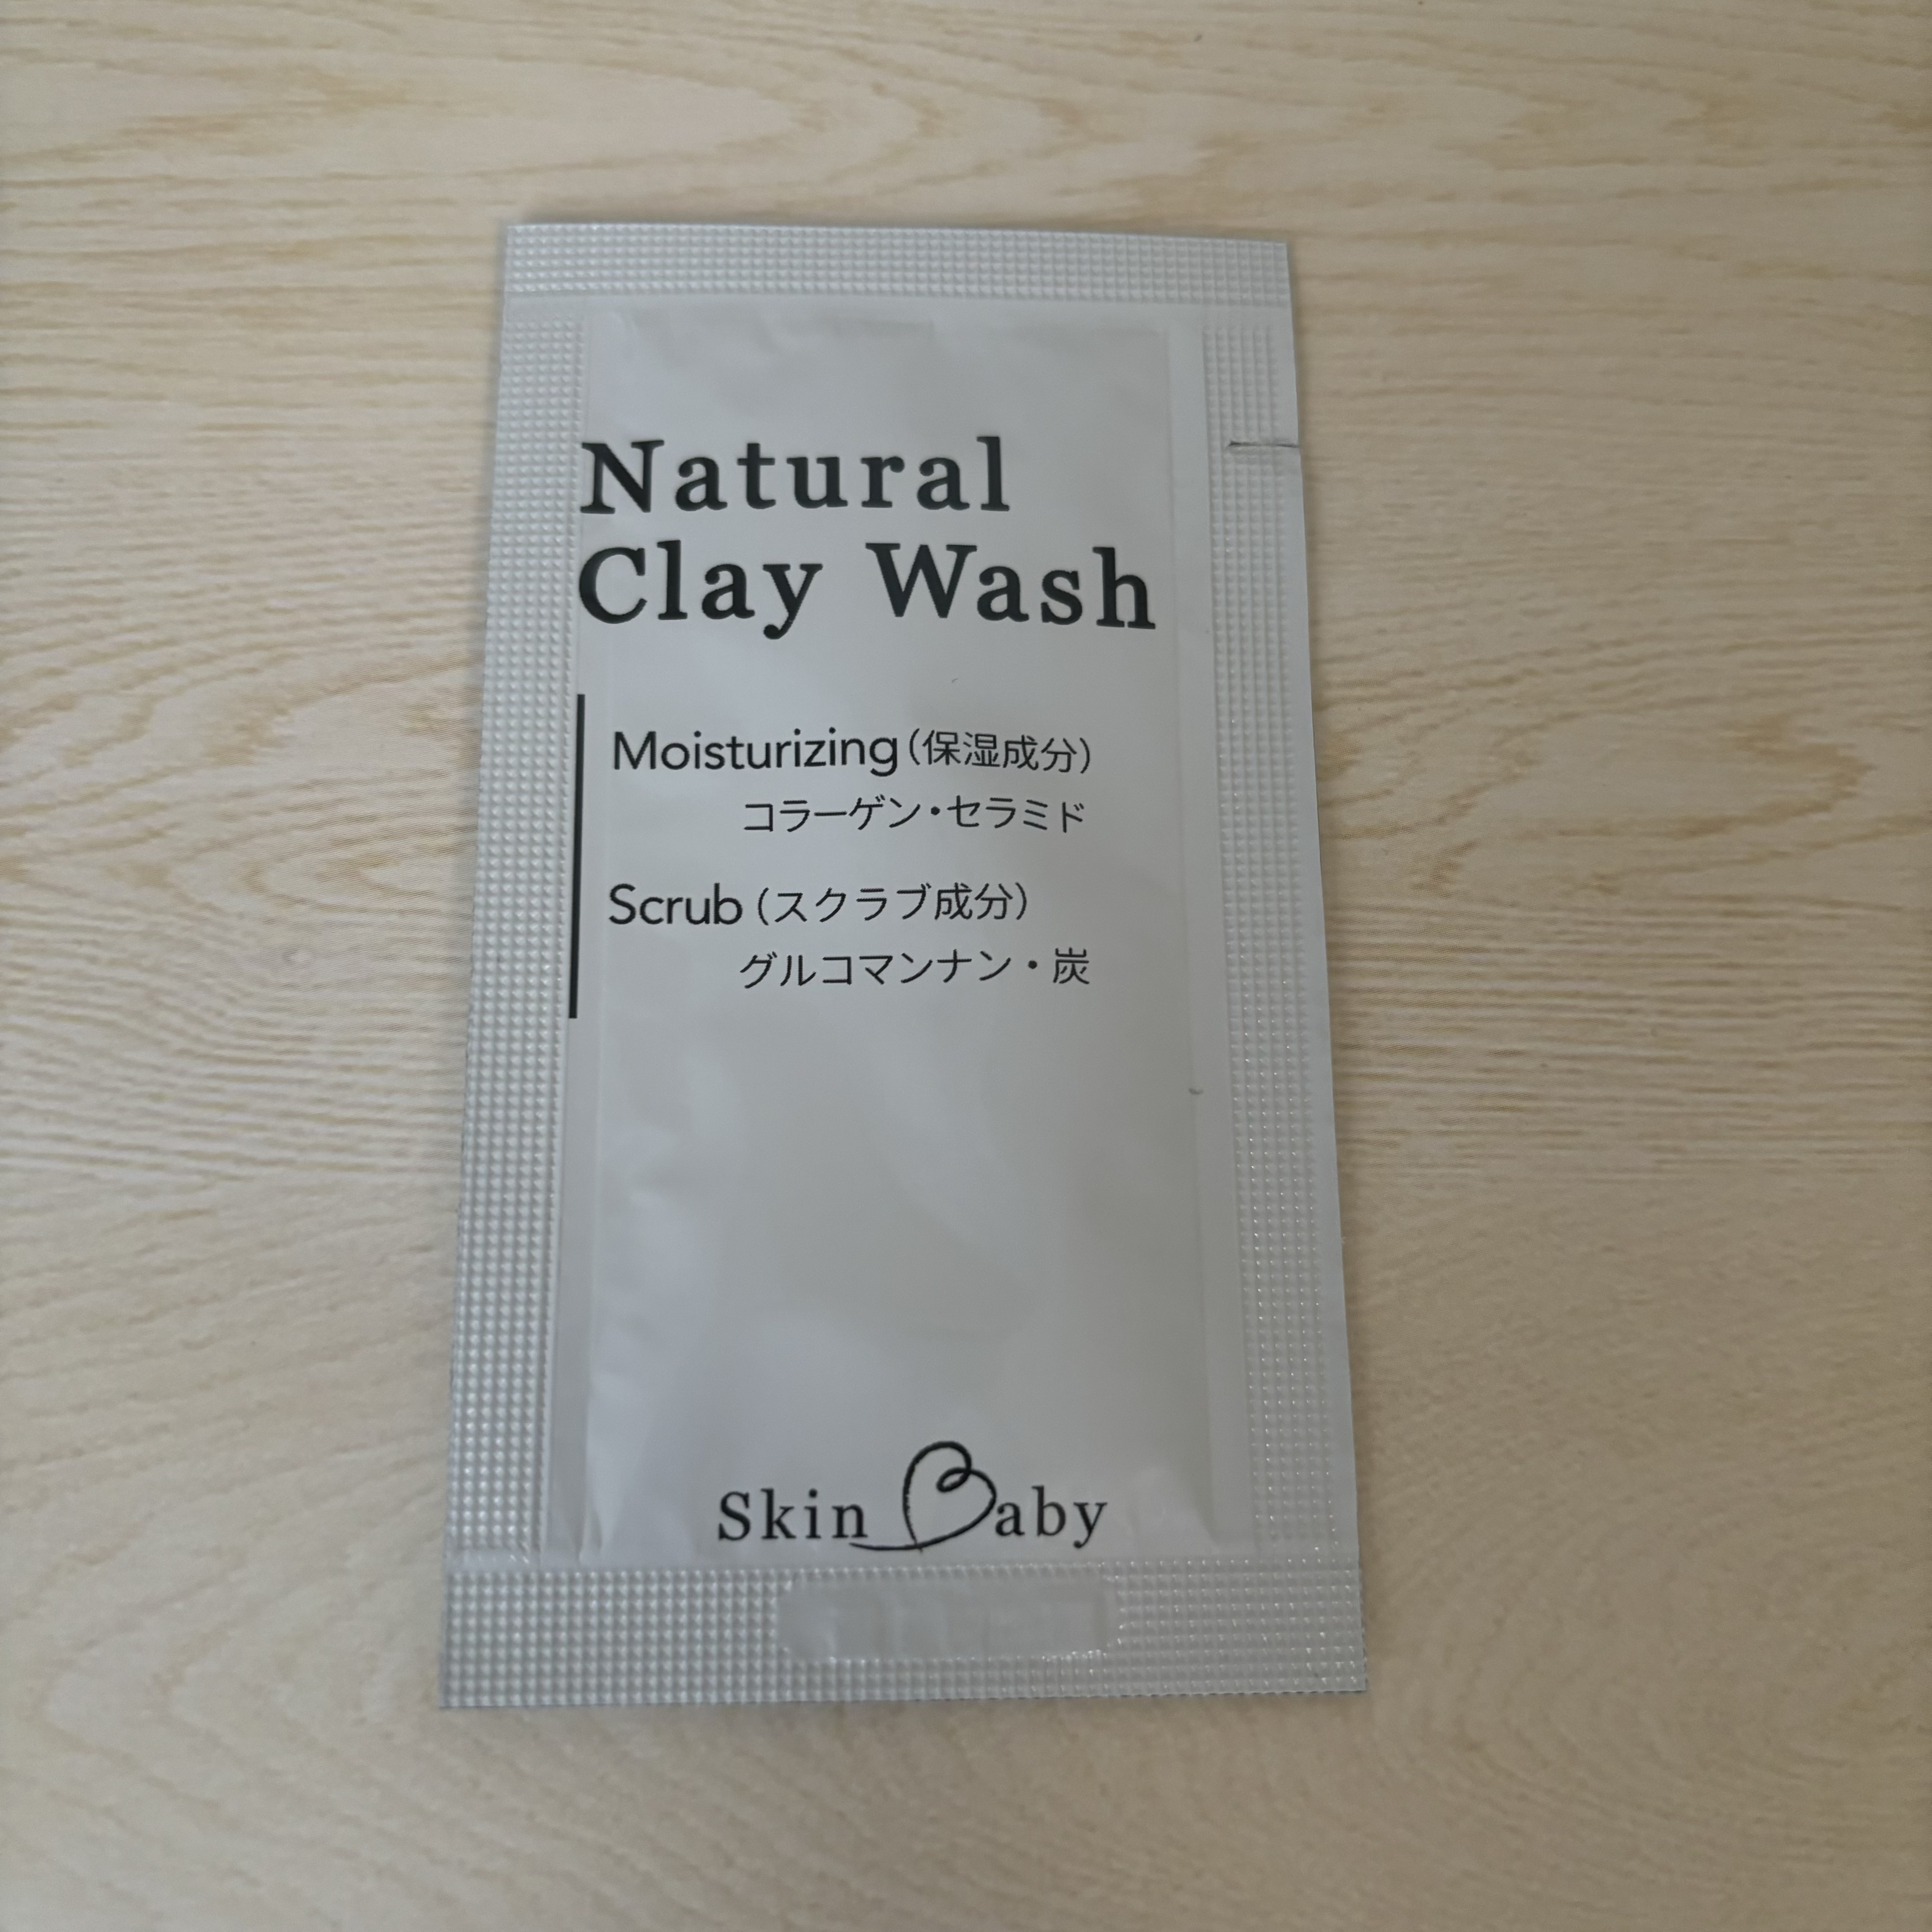 Natural
Clay Wash
Moisturizing(保湿成分)
コラーゲン・セラミド
Scrub(スクラブ成分)
グルコマンナン・炭
Skin Baby